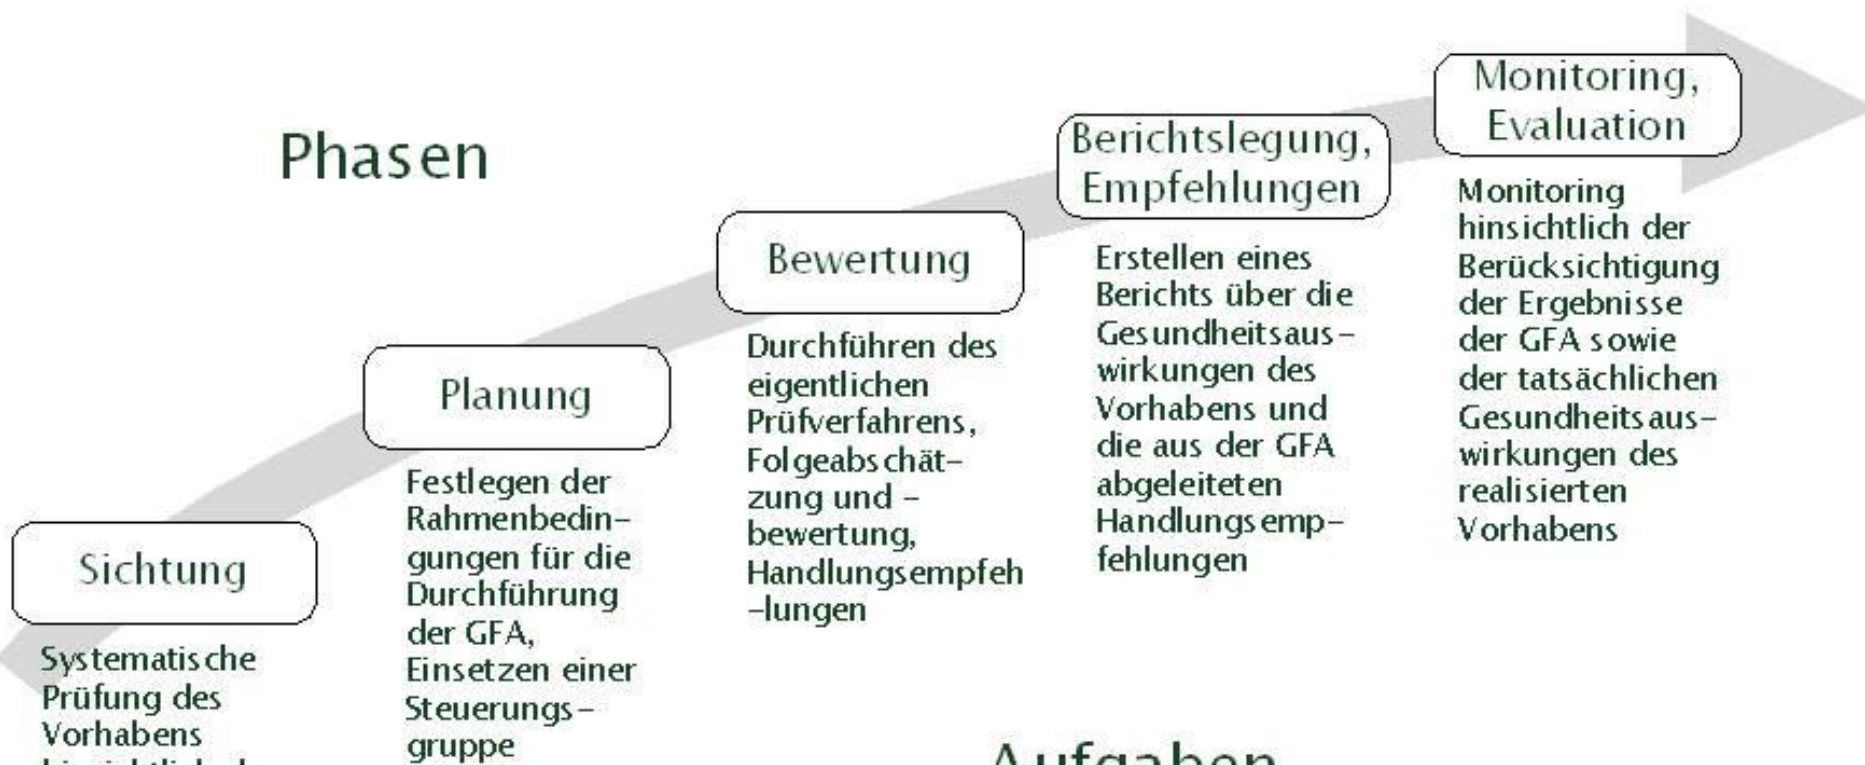 Phasen
Sichtung
Systematische
Prüfung des
Vorhabens
Planung
Festlegen der
Rahmenbedin-
gungen für die
Durchführung
der GFA,
Einsetzen einer
Steuerungs-
gruppe
Bewertung
Durchführen des
eigentlichen
Prüfverfahrens,
Folgeabschät-
zung und -
bewertung,
Handlungsempfeh
-lungen
Berichtslegung,
Empfehlungen
Erstellen eines
Berichts über die
Gesundheitsaus-
wirkungen des
Vorhabens und
die aus der GFA
abgeleiteten
Handlungsemp-
fehlungen
Monitoring,
Evaluation
Monitoring
hinsichtlich der
Berücksichtigung
der Ergebnisse
der GFA sowie
der tatsächlichen
Gesundheitsaus-
wirkungen des
realisierten
Vorhabens
Aufgaben